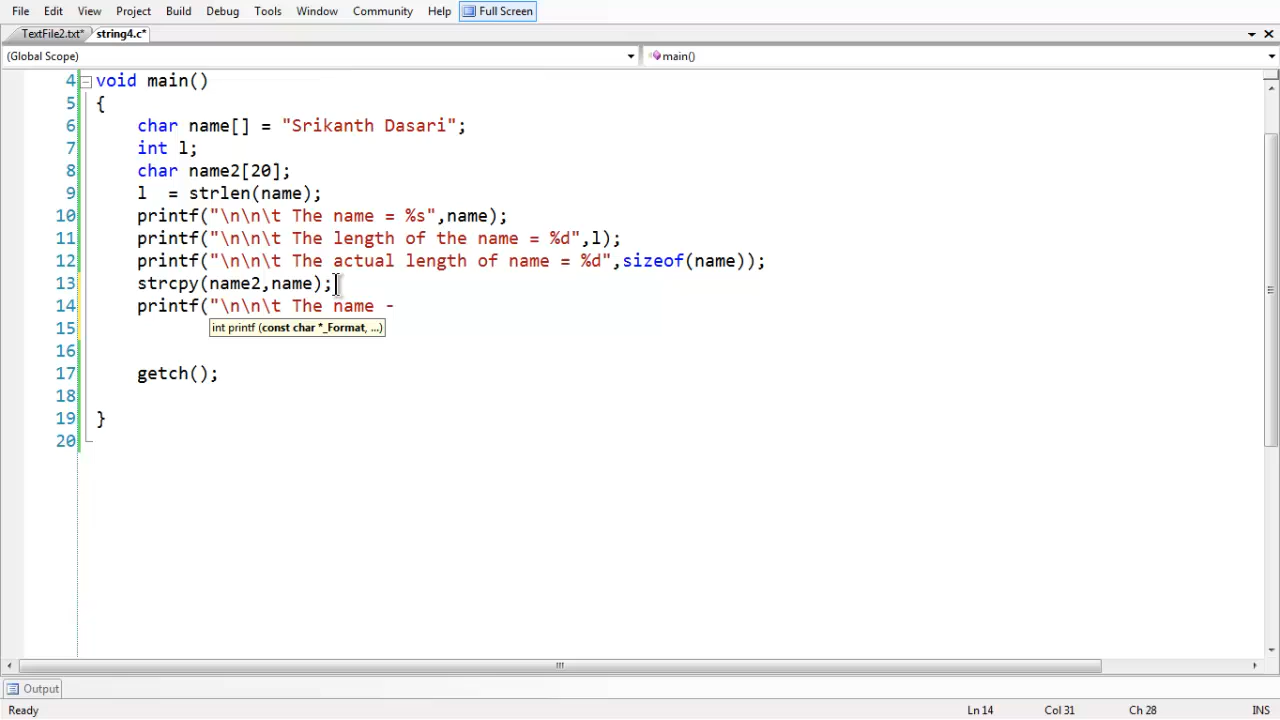 File Edit View Project Build Debug Tools Window Community Help Full Screen
TextFile2.txt* string4.c*
(Global Scope) main()
4 void main()
5 {
6 char name[] = "Srikanth Dasari";
7 int l;
8 char name2[20];
9 l  = strlen(name);
10 printf("\n\n\t The name = %s",name);
11 printf("\n\n\t The length of the name = %d",l);
12 printf("\n\n\t The actual length of name = %d",sizeof(name));
13 strcpy(name2,name);
14 printf("\n\n\t The name -
15 int printf (const char *_Format, ...)
16
17 getch();
18
19 }
20
Output
Ready Ln 14 Col 31 Ch 28 INS